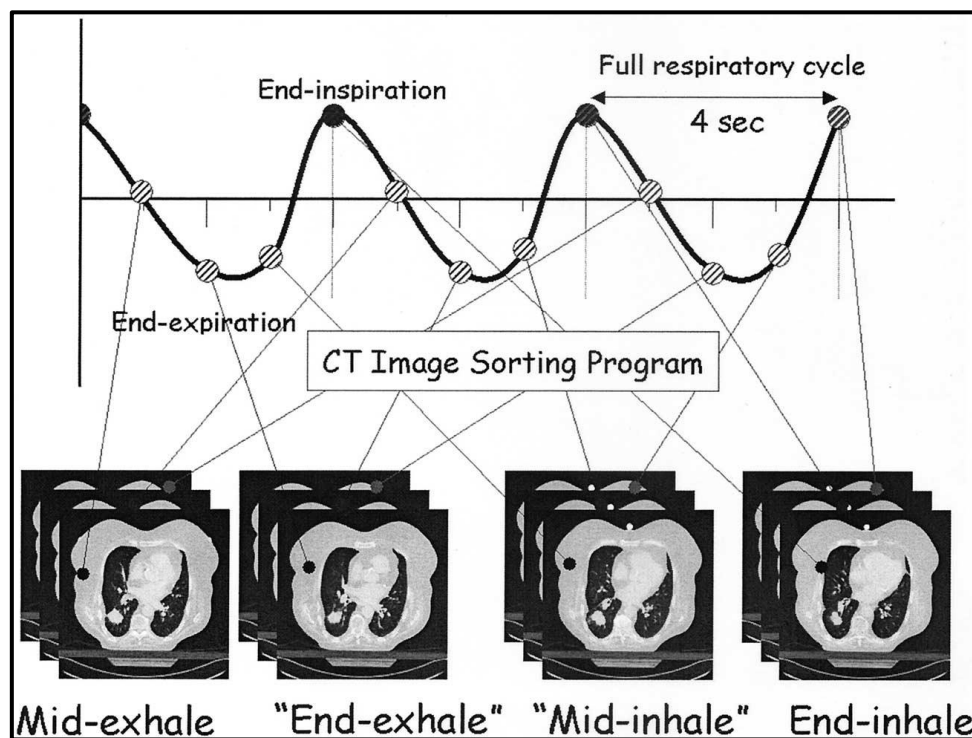 Full respiratory cycle
End-inspiration
4 sec
End-expiration
CT Image Sorting Program
Mid-exhale
"End-exhale"
"Mid-inhale"
End-inhale